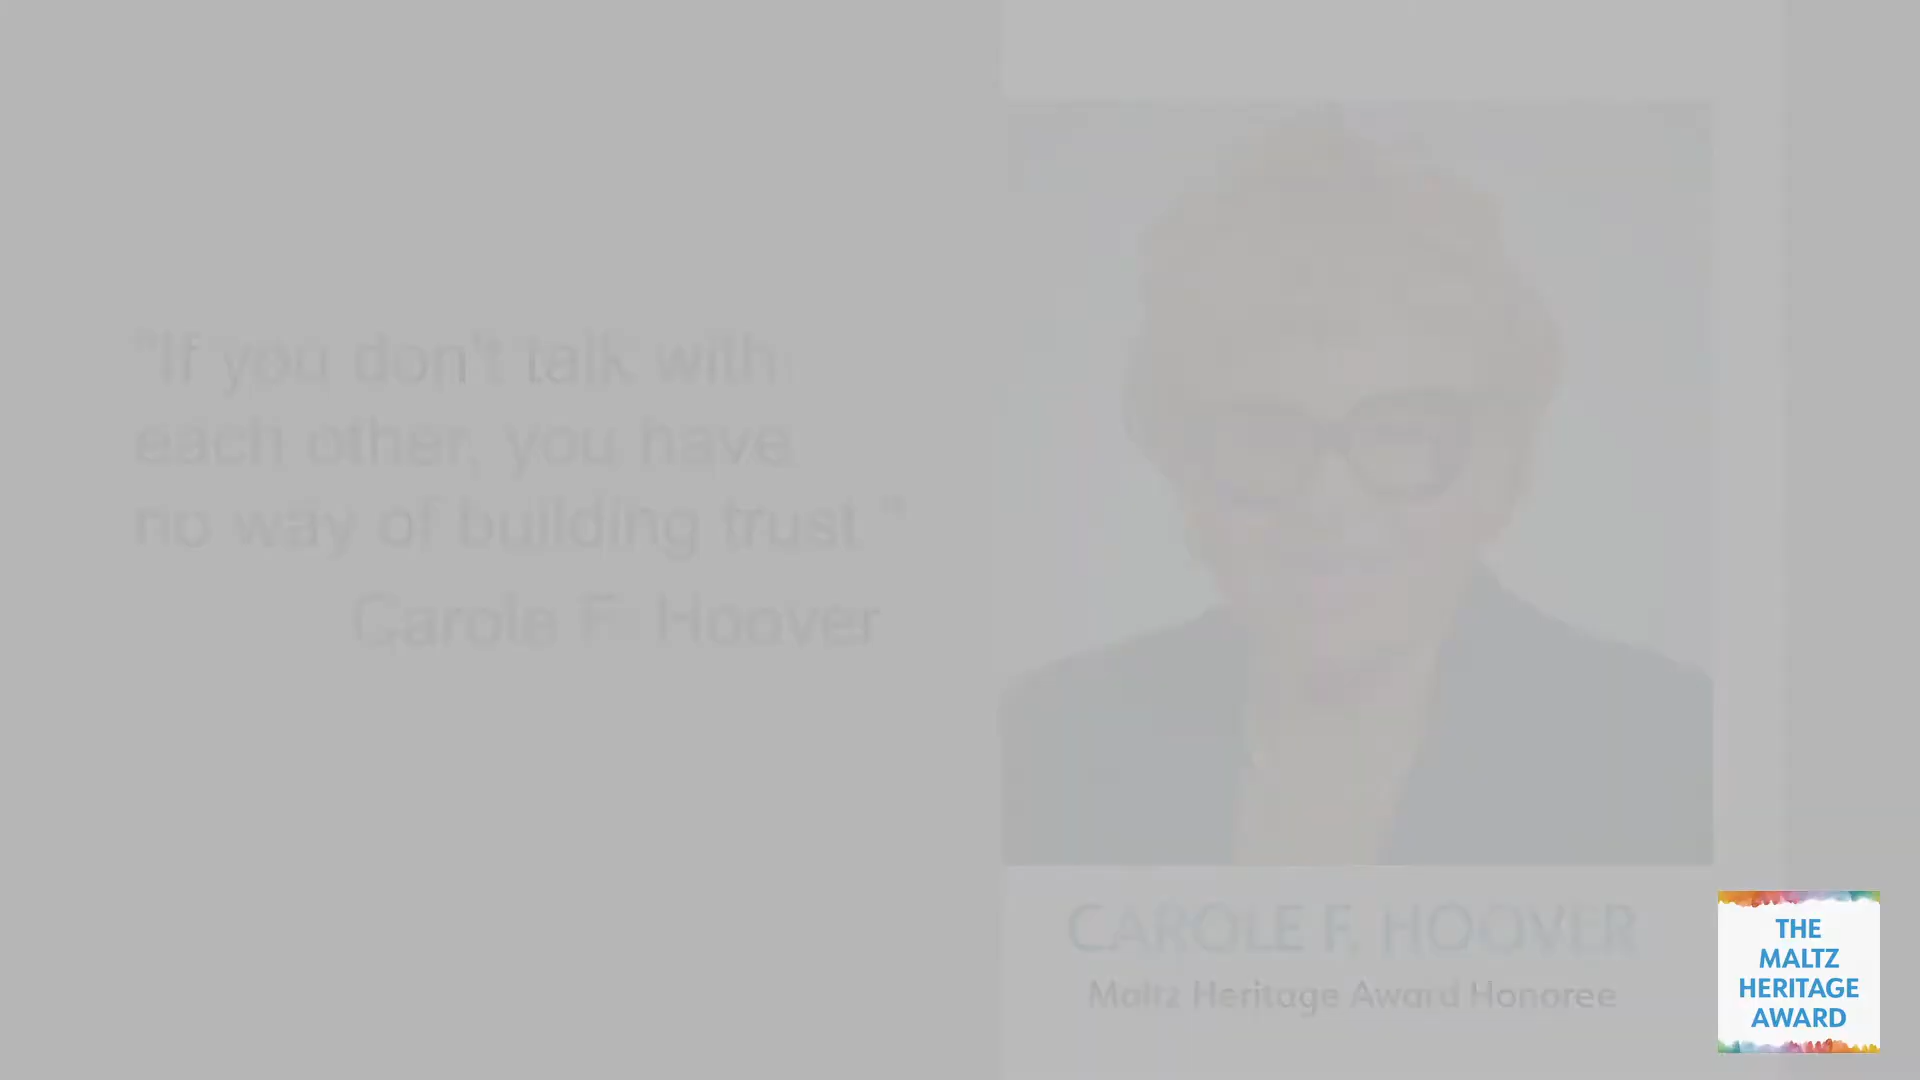 "If you don't talk with
each other, you have
no way of building trust."
Carole F. Hoover
CAROLE F. HOOVER
Maltz Heritage Award Honoree
THE
MALTZ
HERITAGE
AWARD